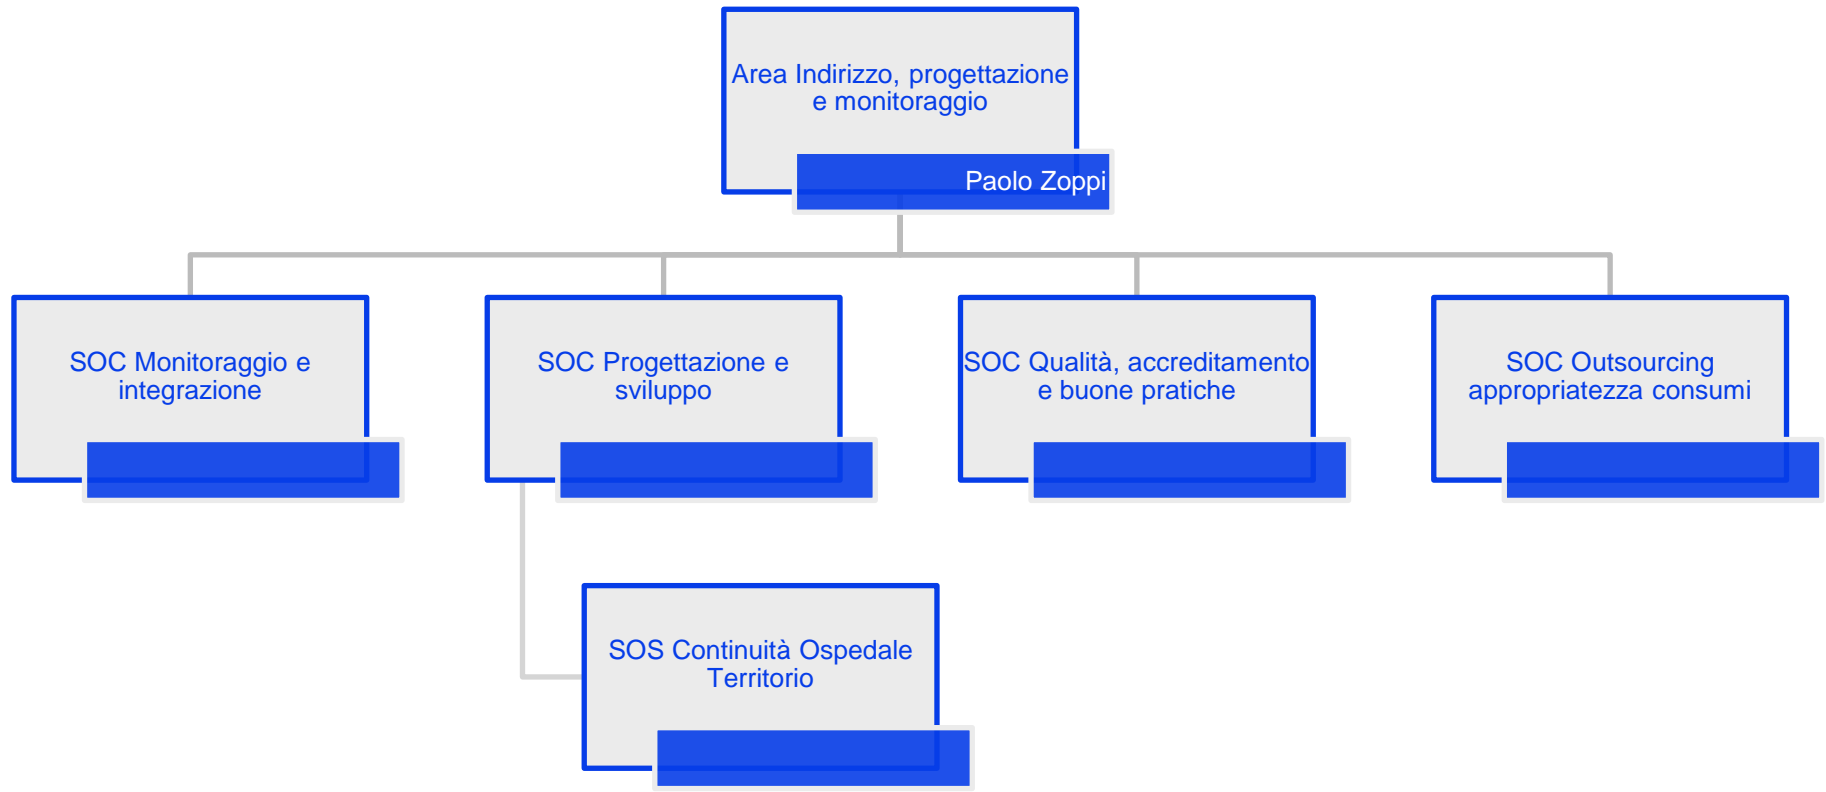 Area Indirizzo, progettazione
e monitoraggio
Paolo Zoppi
SOC Monitoraggio e
integrazione
SOC Progettazione e
sviluppo
SOC Qualità, accreditamento
e buone pratiche
SOC Outsourcing
appropriatezza consumi
SOS Continuità Ospedale
Territorio